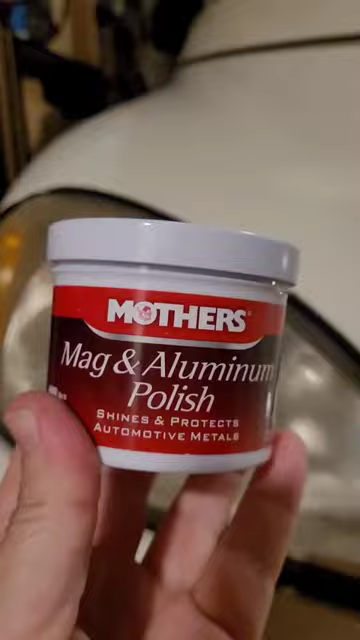 MOTHERS®
Mag & Aluminum
Polish
SHINES & PROTECTS
AUTOMOTIVE METALS